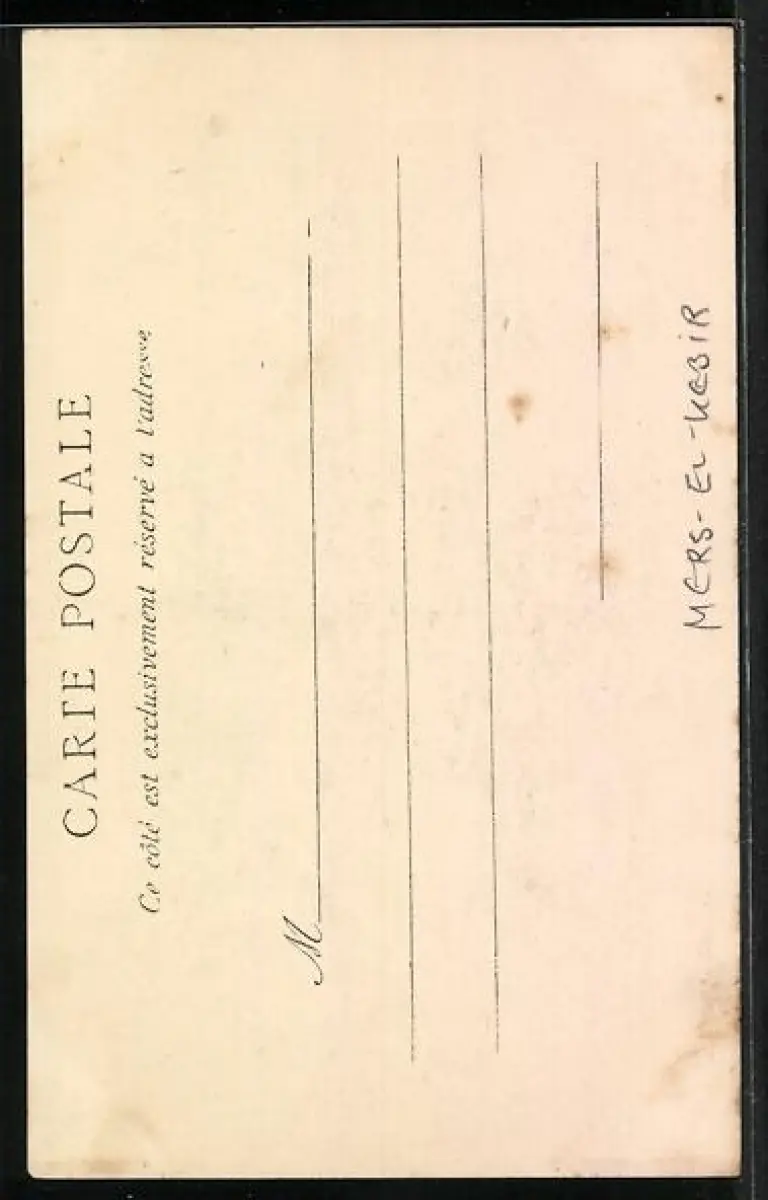 CARTE POSTALE
Ce côté est exclusivement réservé a l'adresse
M
MERS-EL-KEBIR